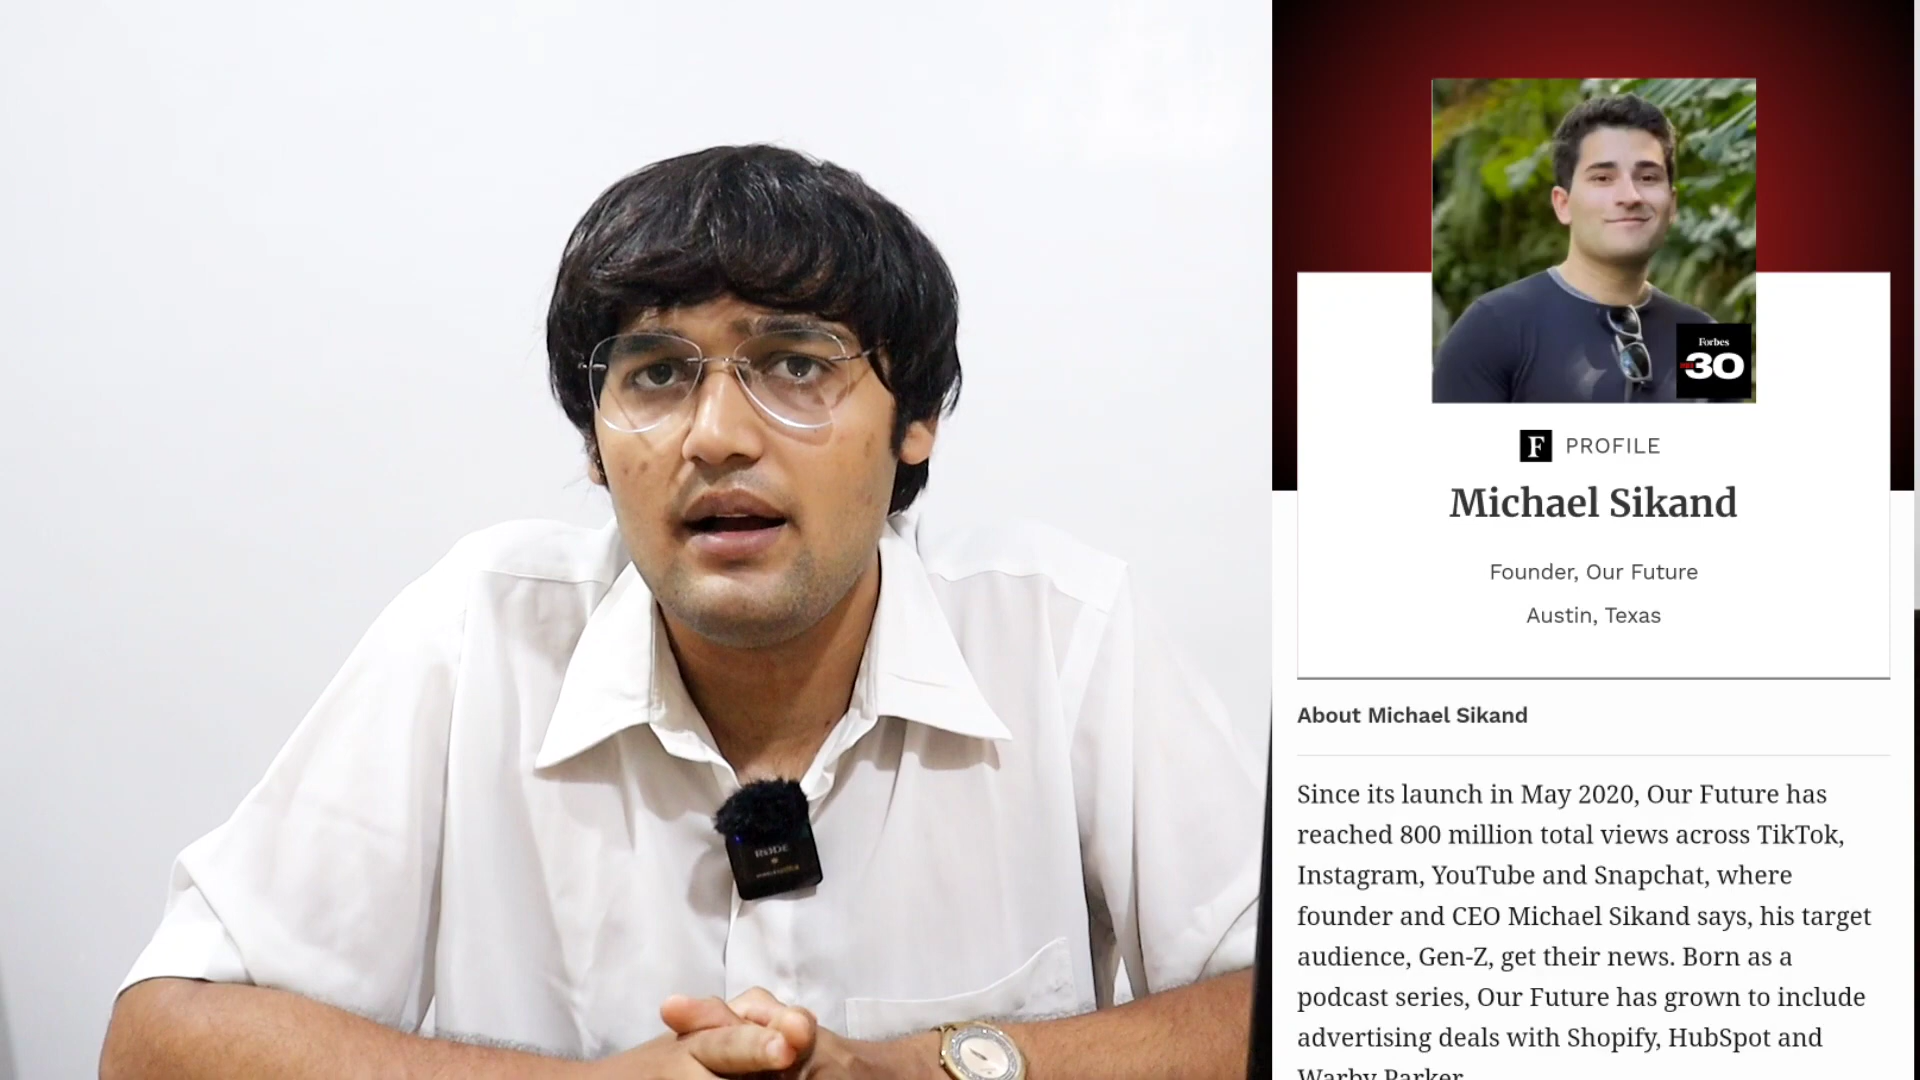 RØDE
Forbes
30
F PROFILE
Michael Sikand
Founder, Our Future
Austin, Texas
About Michael Sikand
Since its launch in May 2020, Our Future has
reached 800 million total views across TikTok,
Instagram, YouTube and Snapchat, where
founder and CEO Michael Sikand says, his target
audience, Gen-Z, get their news. Born as a
podcast series, Our Future has grown to include
advertising deals with Shopify, HubSpot and
Warby Parker